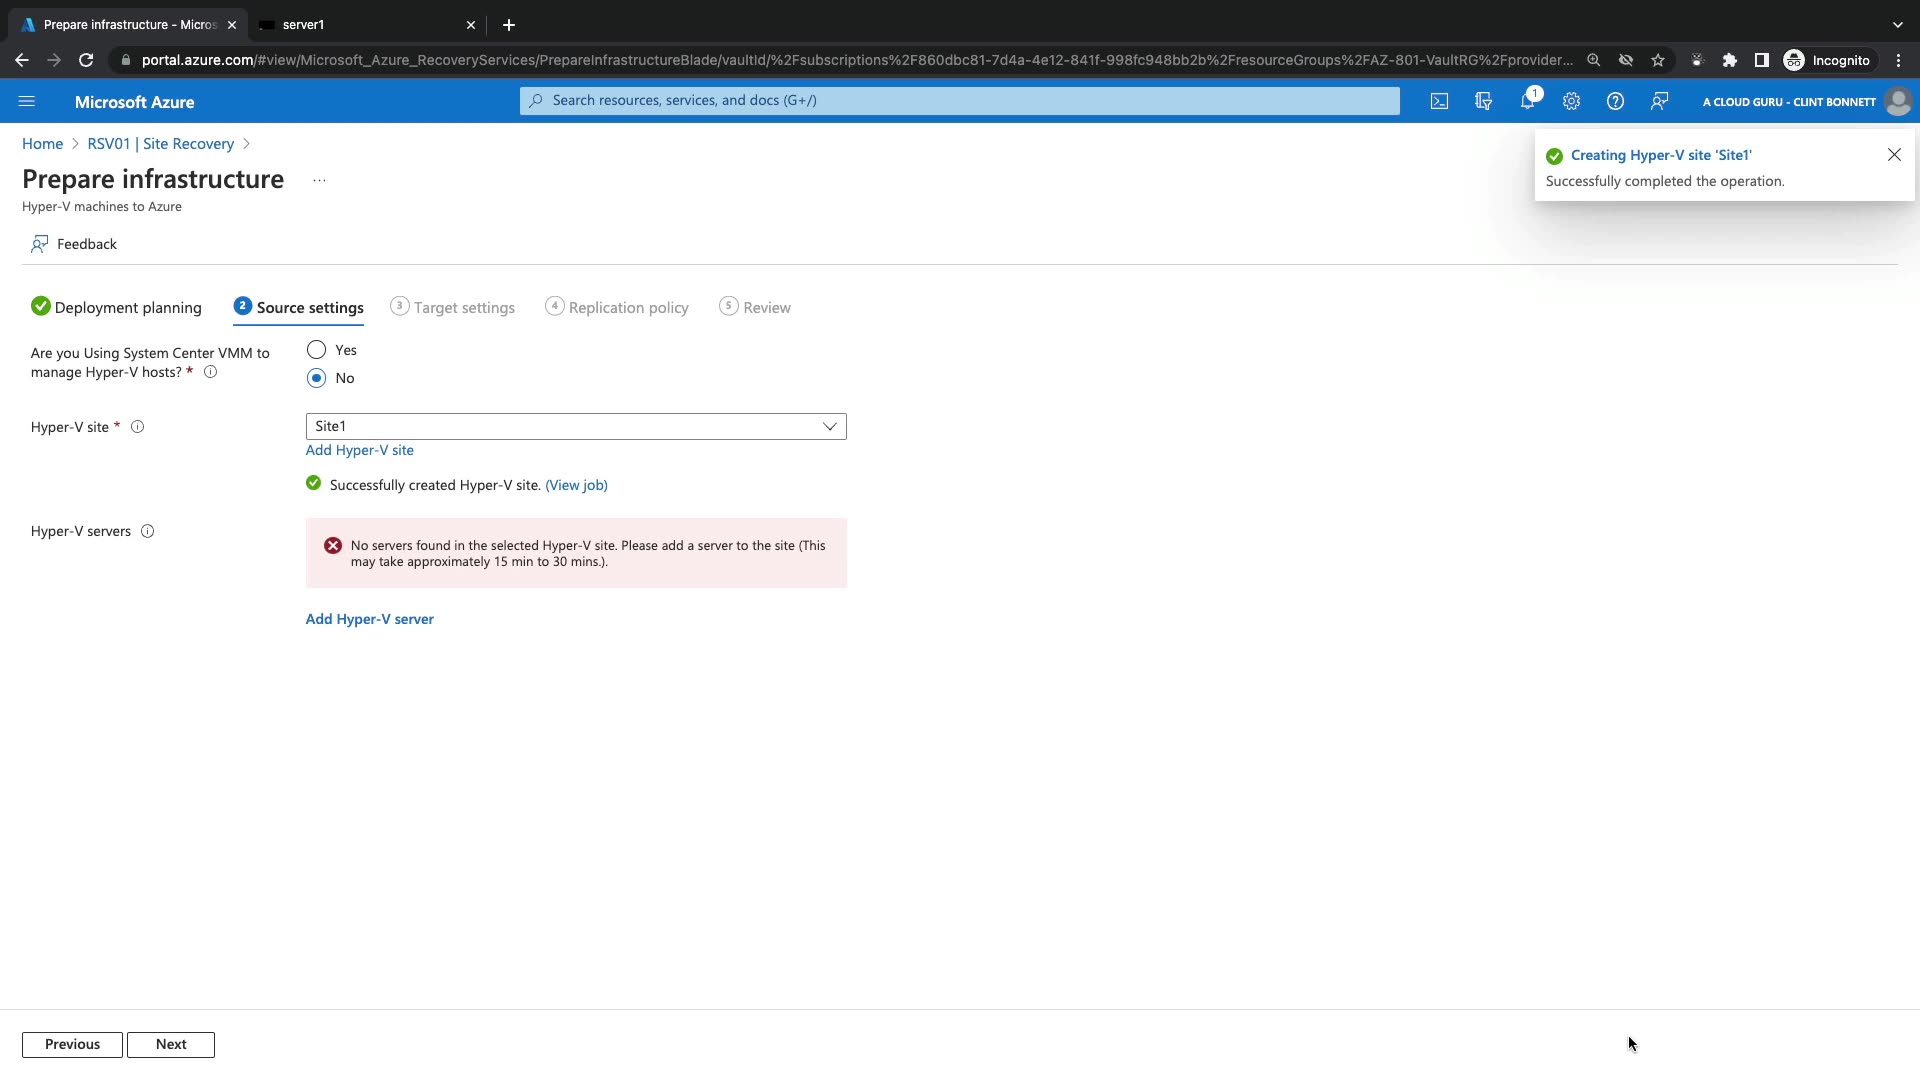 Prepare infrastructure - Micros
server1
portal.azure.com/#view/Microsoft_Azure_RecoveryServices/PrepareInfrastructureBlade/vaultId/%2Fsubscriptions%2F860dbc81-7d4a-4e12-841f-998fc948bb2b%2FresourceGroups%2FAZ-801-VaultRG%2Fprovider...
Incognito
Microsoft Azure
Search resources, services, and docs (G+/)
1
A CLOUD GURU - CLINT BONNETT
Home > RSV01 | Site Recovery >
Creating Hyper-V site 'Site1'
Successfully completed the operation.
Prepare infrastructure ...
Hyper-V machines to Azure
Feedback
Deployment planning
2 Source settings
3 Target settings
4 Replication policy
5 Review
Are you Using System Center VMM to
manage Hyper-V hosts? *
Yes
No
Hyper-V site *
Site1
Add Hyper-V site
Successfully created Hyper-V site. (View job)
Hyper-V servers
No servers found in the selected Hyper-V site. Please add a server to the site (This
may take approximately 15 min to 30 mins.).
Add Hyper-V server
Previous
Next